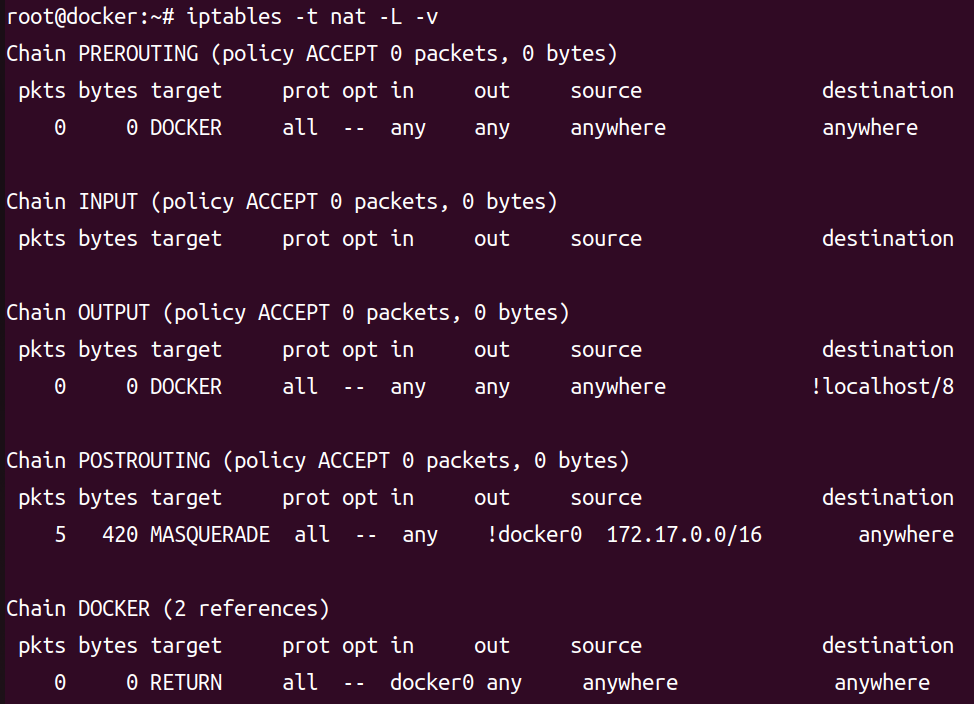 root@docker:~# iptables -t nat -L -v
Chain PREROUTING (policy ACCEPT 0 packets, 0 bytes)
 pkts bytes target     prot opt in     out     source               destination
    0     0 DOCKER     all  --  any    any     anywhere             anywhere

Chain INPUT (policy ACCEPT 0 packets, 0 bytes)
 pkts bytes target     prot opt in     out     source               destination

Chain OUTPUT (policy ACCEPT 0 packets, 0 bytes)
 pkts bytes target     prot opt in     out     source               destination
    0     0 DOCKER     all  --  any    any     anywhere            !localhost/8

Chain POSTROUTING (policy ACCEPT 0 packets, 0 bytes)
 pkts bytes target     prot opt in     out     source               destination
    5   420 MASQUERADE  all  --  any    !docker0  172.17.0.0/16        anywhere

Chain DOCKER (2 references)
 pkts bytes target     prot opt in     out     source               destination
    0     0 RETURN     all  --  docker0 any     anywhere             anywhere